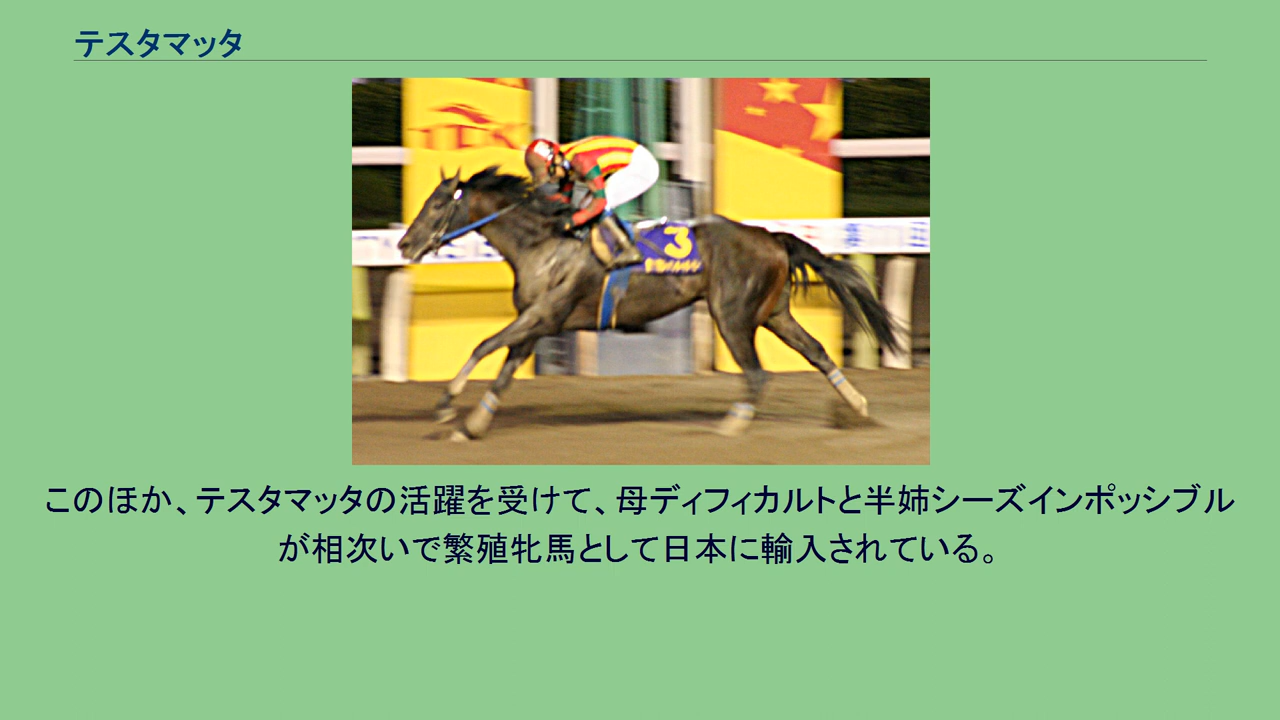 テスタマッタ
3
このほか、テスタマッタの活躍を受けて、母ディフィカルトと半姉シーズインポッシブル
が相次いで繁殖牝馬として日本に輸入されている。